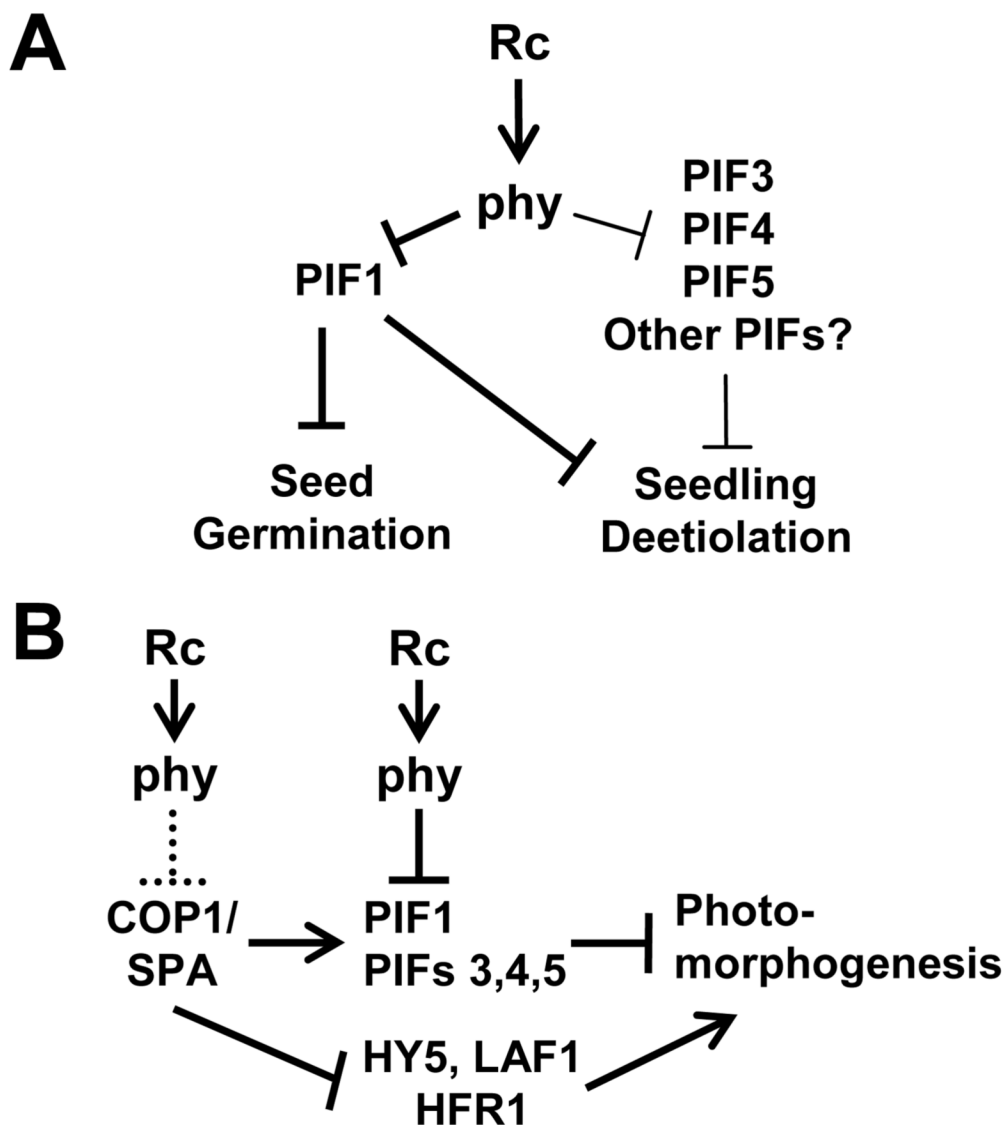 A
Rc
phy
PIF3
PIF4
PIF5
Other PIFs?
PIF1
Seed
Germination
Seedling
Deetiolation
B
Rc
Rc
phy
phy
COP1/
SPA
PIF1
PIFs 3,4,5
Photo-
morphogenesis
HY5, LAF1
HFR1